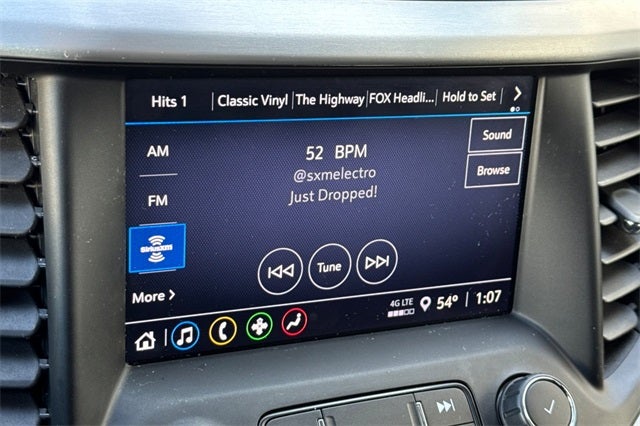 Hits 1 Classic Vinyl The Highway FOX Headli... Hold to Set
AM
52 BPM
Sound
@sxmelectro
Browse
FM
Just Dropped!
SiriusXM
Tune
More
4G LTE 54° 1:07